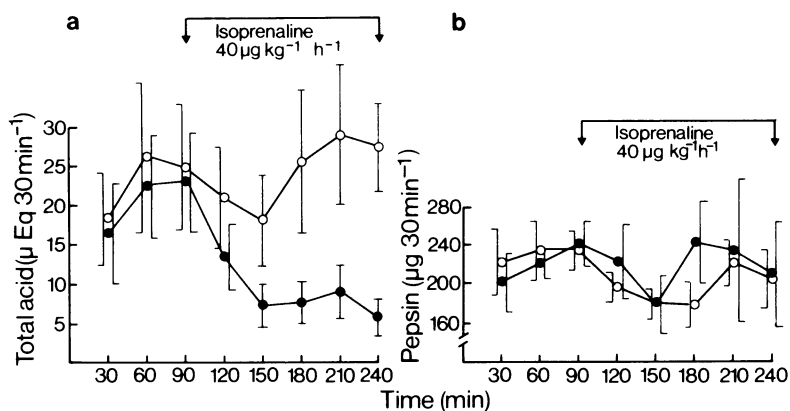 a
Isoprenaline
40 µg kg⁻¹ h⁻¹
Total acid (µ Eq 30 min⁻¹)
30
25
20
15
10
5
30 60 90 120 150 180 210 240
b
Isoprenaline
40 µg kg⁻¹h⁻¹
Pepsin (µg 30 min⁻¹)
280
240
200
160
30 60 90 120 150 180 210 240
Time (min)